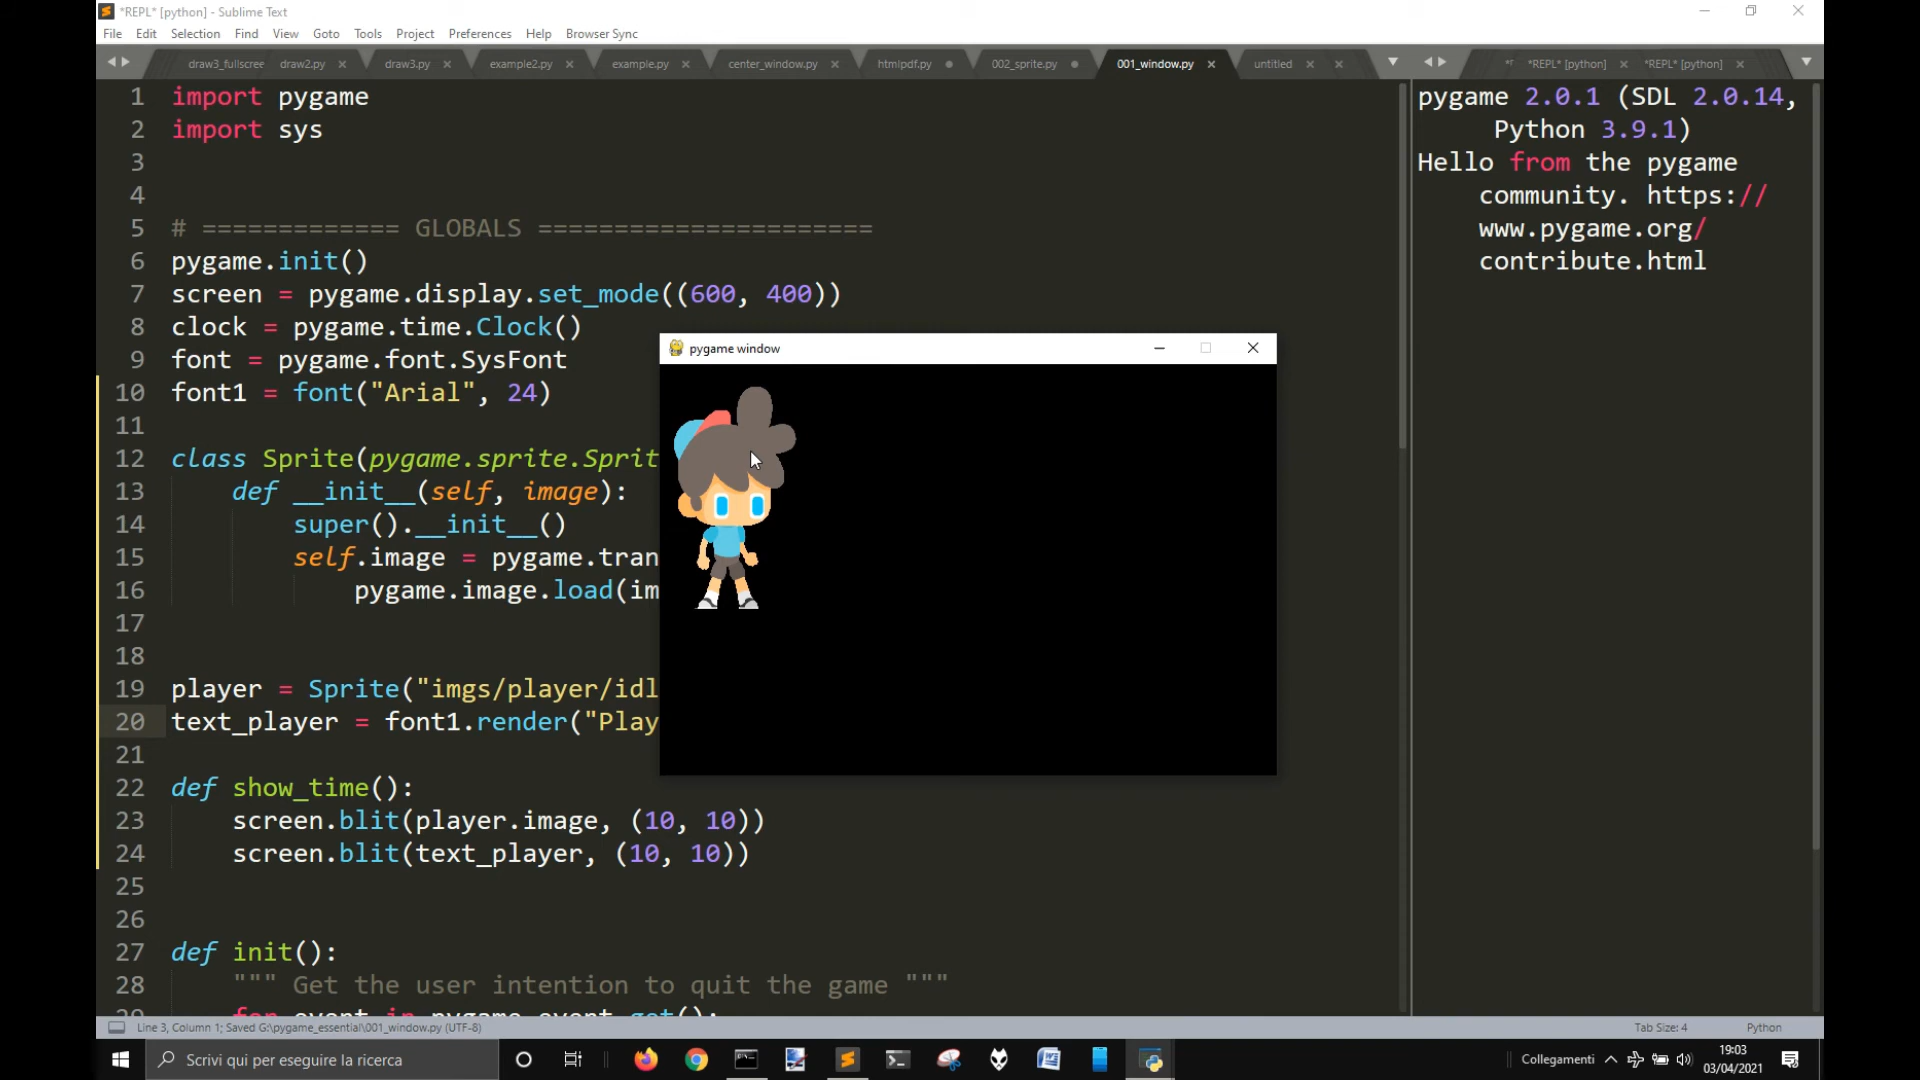 *REPL* [python] - Sublime Text
File Edit Selection Find View Goto Tools Project Preferences Help Browser Sync
draw3_fullscree draw2.py draw3.py example2.py example.py center_window.py htmlpdf.py 002_sprite.py 001_window.py untitled *REPL* [python] *REPL* [python]
1 import pygame
2 import sys
3
4
5 # ============= GLOBALS ======================
6 pygame.init()
7 screen = pygame.display.set_mode((600, 400))
8 clock = pygame.time.Clock()
9 font = pygame.font.SysFont
10 font1 = font("Arial", 24)
11
12 class Sprite(pygame.sprite.Sprit
13 def __init__(self, image):
14 super().__init__()
15 self.image = pygame.tran
16 pygame.image.load(im
17
18
19 player = Sprite("imgs/player/idl
20 text_player = font1.render("Play
21
22 def show_time():
23 screen.blit(player.image, (10, 10))
24 screen.blit(text_player, (10, 10))
25
26
27 def init():
28 """ Get the user intention to quit the game """
29 for event in pygame.event.get():
pygame window
pygame 2.0.1 (SDL 2.0.14,
Python 3.9.1)
Hello from the pygame
community. https://
www.pygame.org/
contribute.html
Line 3, Column 1; Saved G:\pygame_essential\001_window.py (UTF-8)
Tab Size: 4 Python
Scrivi qui per eseguire la ricerca
Collegamenti
19:03
03/04/2021